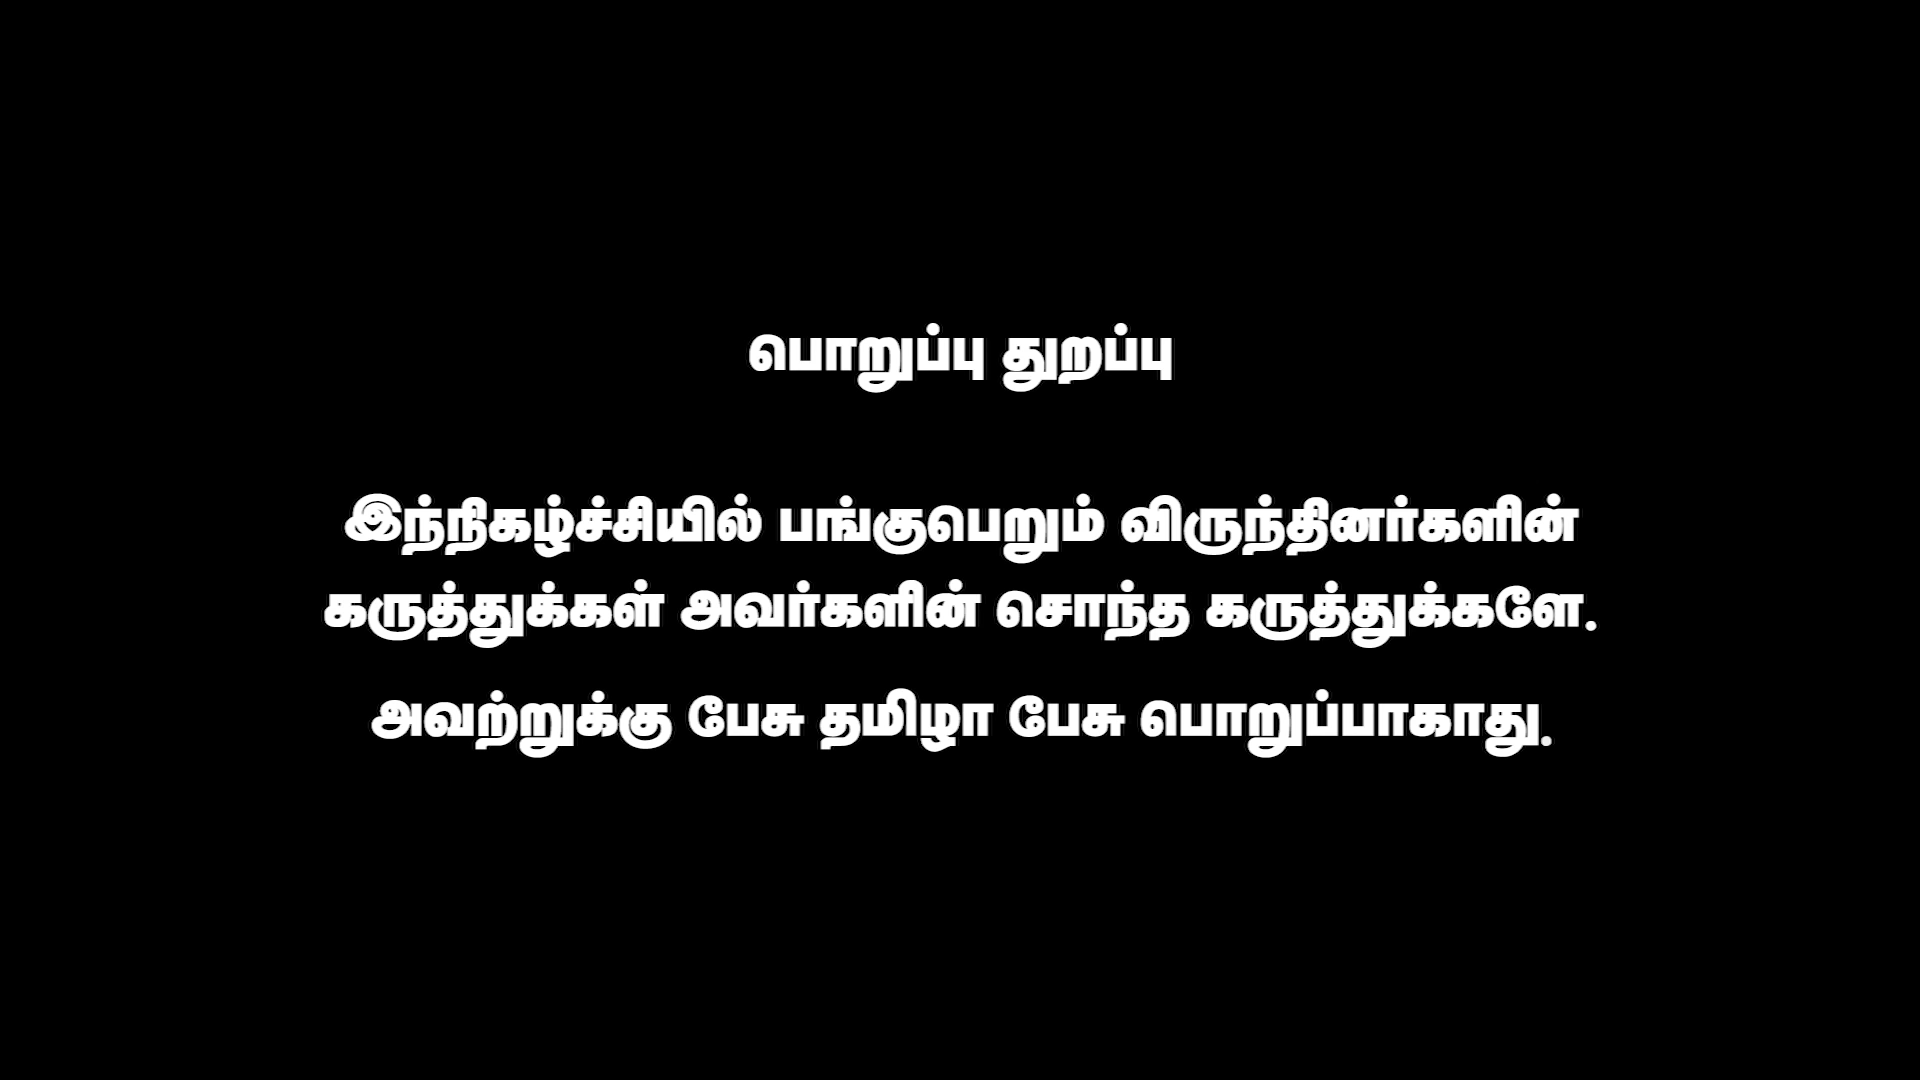 பொறுப்பு துறப்பு
இந்நிகழ்ச்சியில் பங்குபெறும் விருந்தினர்களின்
கருத்துக்கள் அவர்களின் சொந்த கருத்துக்களே.
அவற்றுக்கு பேசு தமிழா பேசு பொறுப்பாகாது.